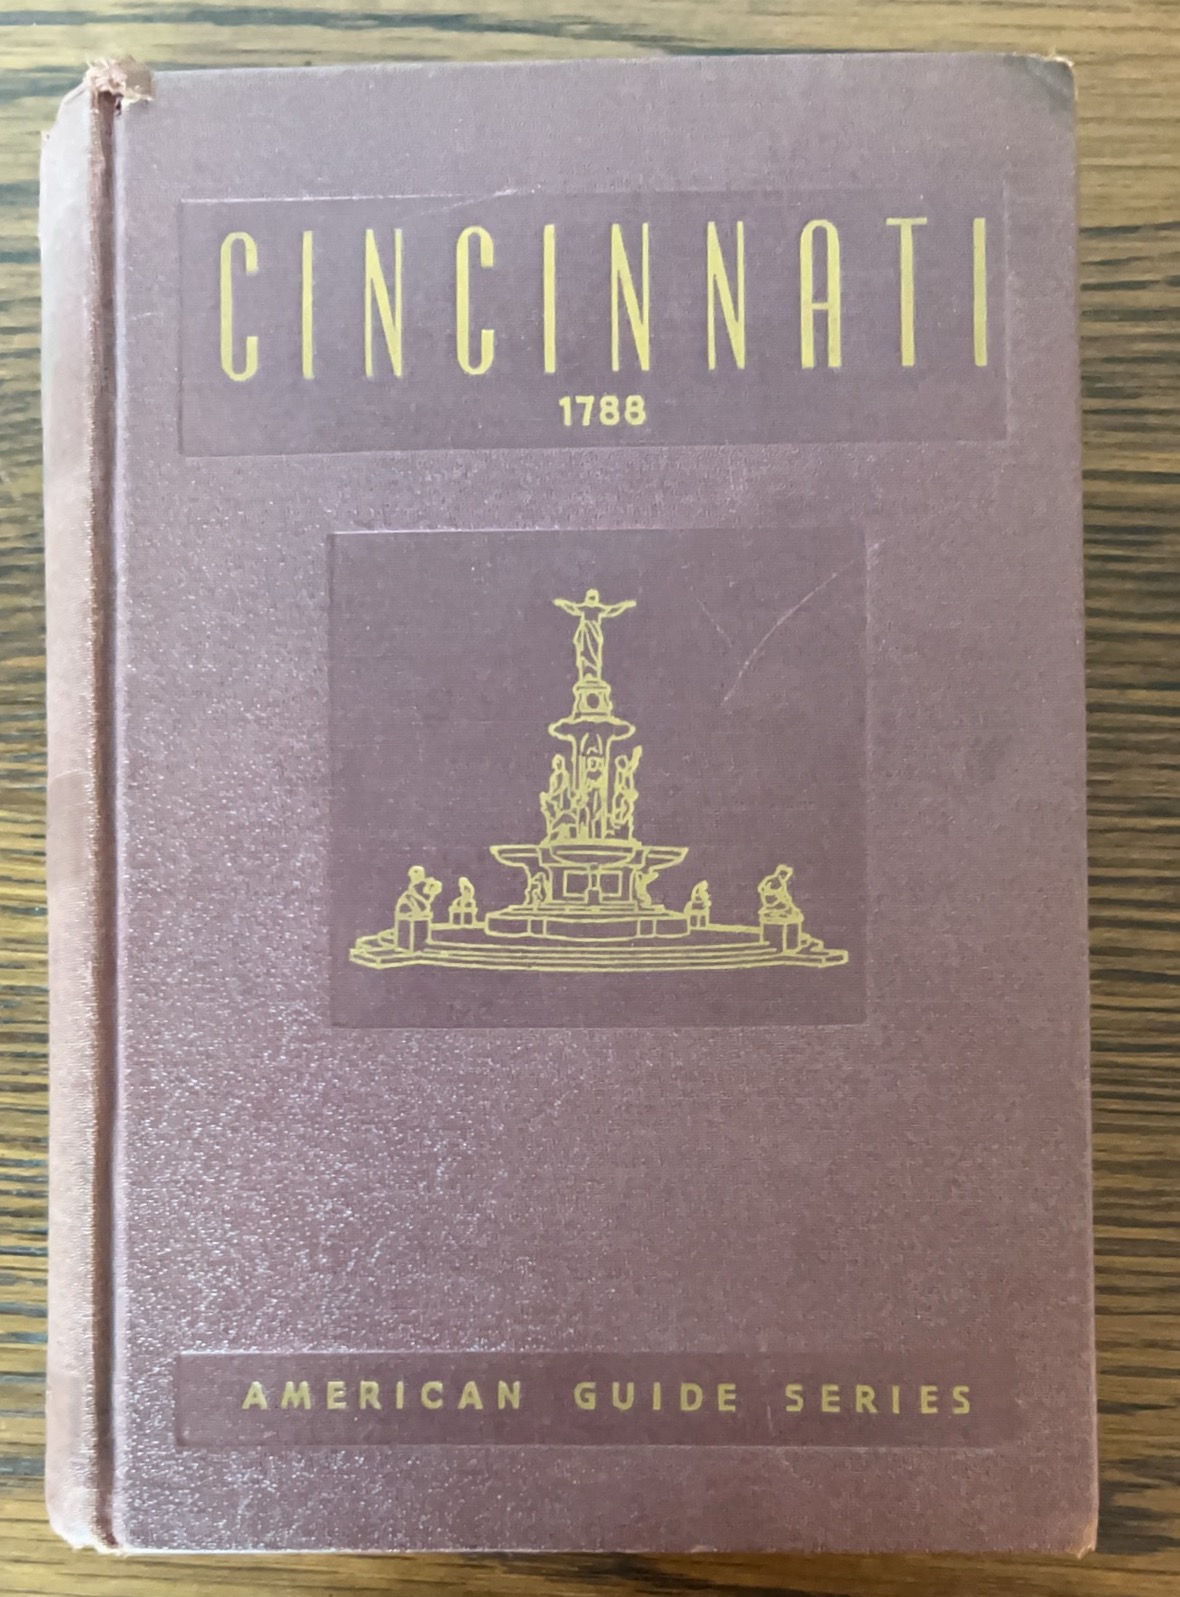 CINCINNATI
1788
AMERICAN GUIDE SERIES